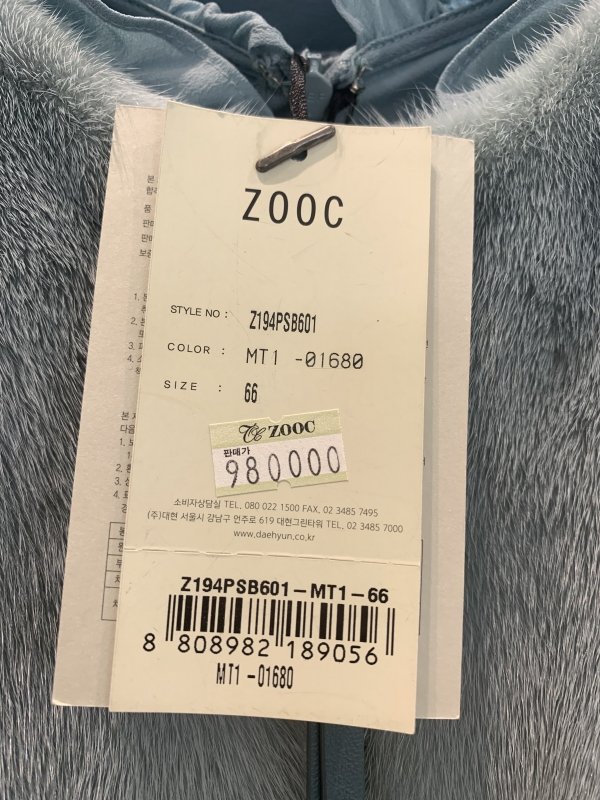 ZOOC
STYLE NO : Z194PSB601
COLOR : MT1 -01680
SIZE : 66
ZOOC
판매가
980000
소비자상담실 TEL. 080 022 1500 FAX. 02 3485 7495
(주)대현 서울시 강남구 언주로 619 대현그린타워 TEL. 02 3485 7000
www.daehyun.co.kr
Z194PSB601-MT1-66
8 808982 189056
MT1 -01680